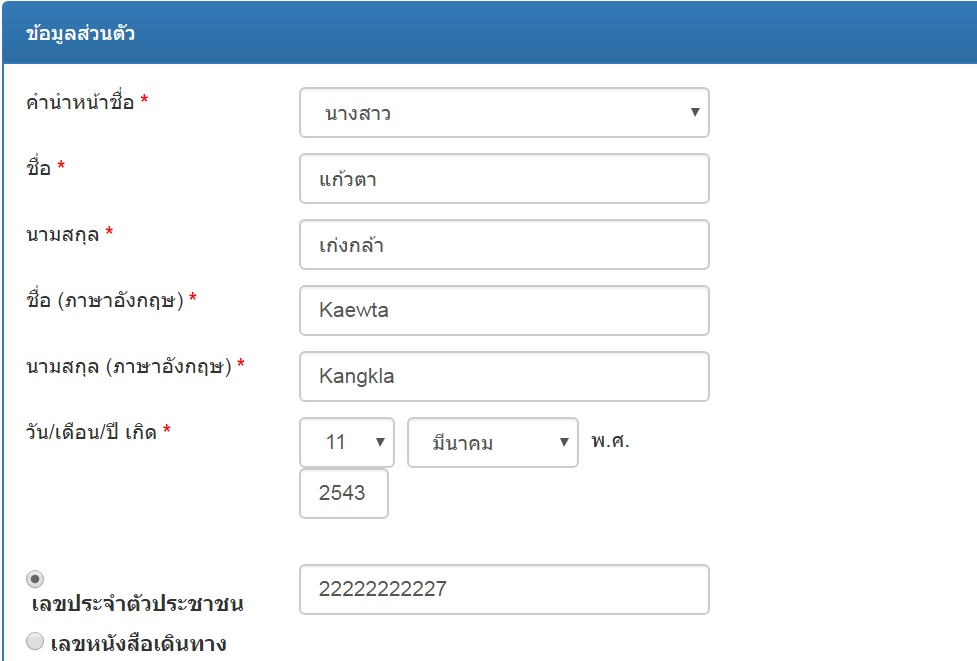 ข้อมูลส่วนตัว
คำนำหน้าชื่อ * นางสาว
ชื่อ * แก้วตา
นามสกุล * เก่งกล้า
ชื่อ (ภาษาอังกฤษ) * Kaewta
นามสกุล (ภาษาอังกฤษ) * Kangkla
วัน/เดือน/ปี เกิด * 11 มีนาคม พ.ศ.
2543
เลขประจำตัวประชาชน 22222222227
เลขหนังสือเดินทาง